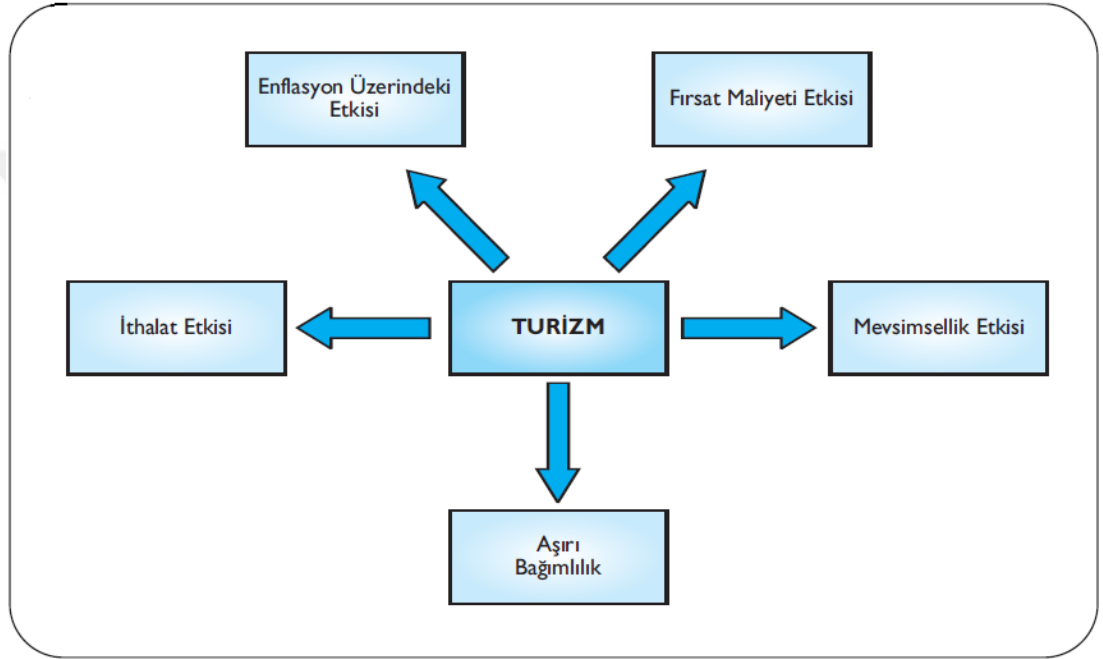 Enflasyon Üzerindeki
Etkisi
Fırsat Maliyeti Etkisi
İthalat Etkisi
TURİZM
Mevsimsellik Etkisi
Aşırı
Bağımlılık